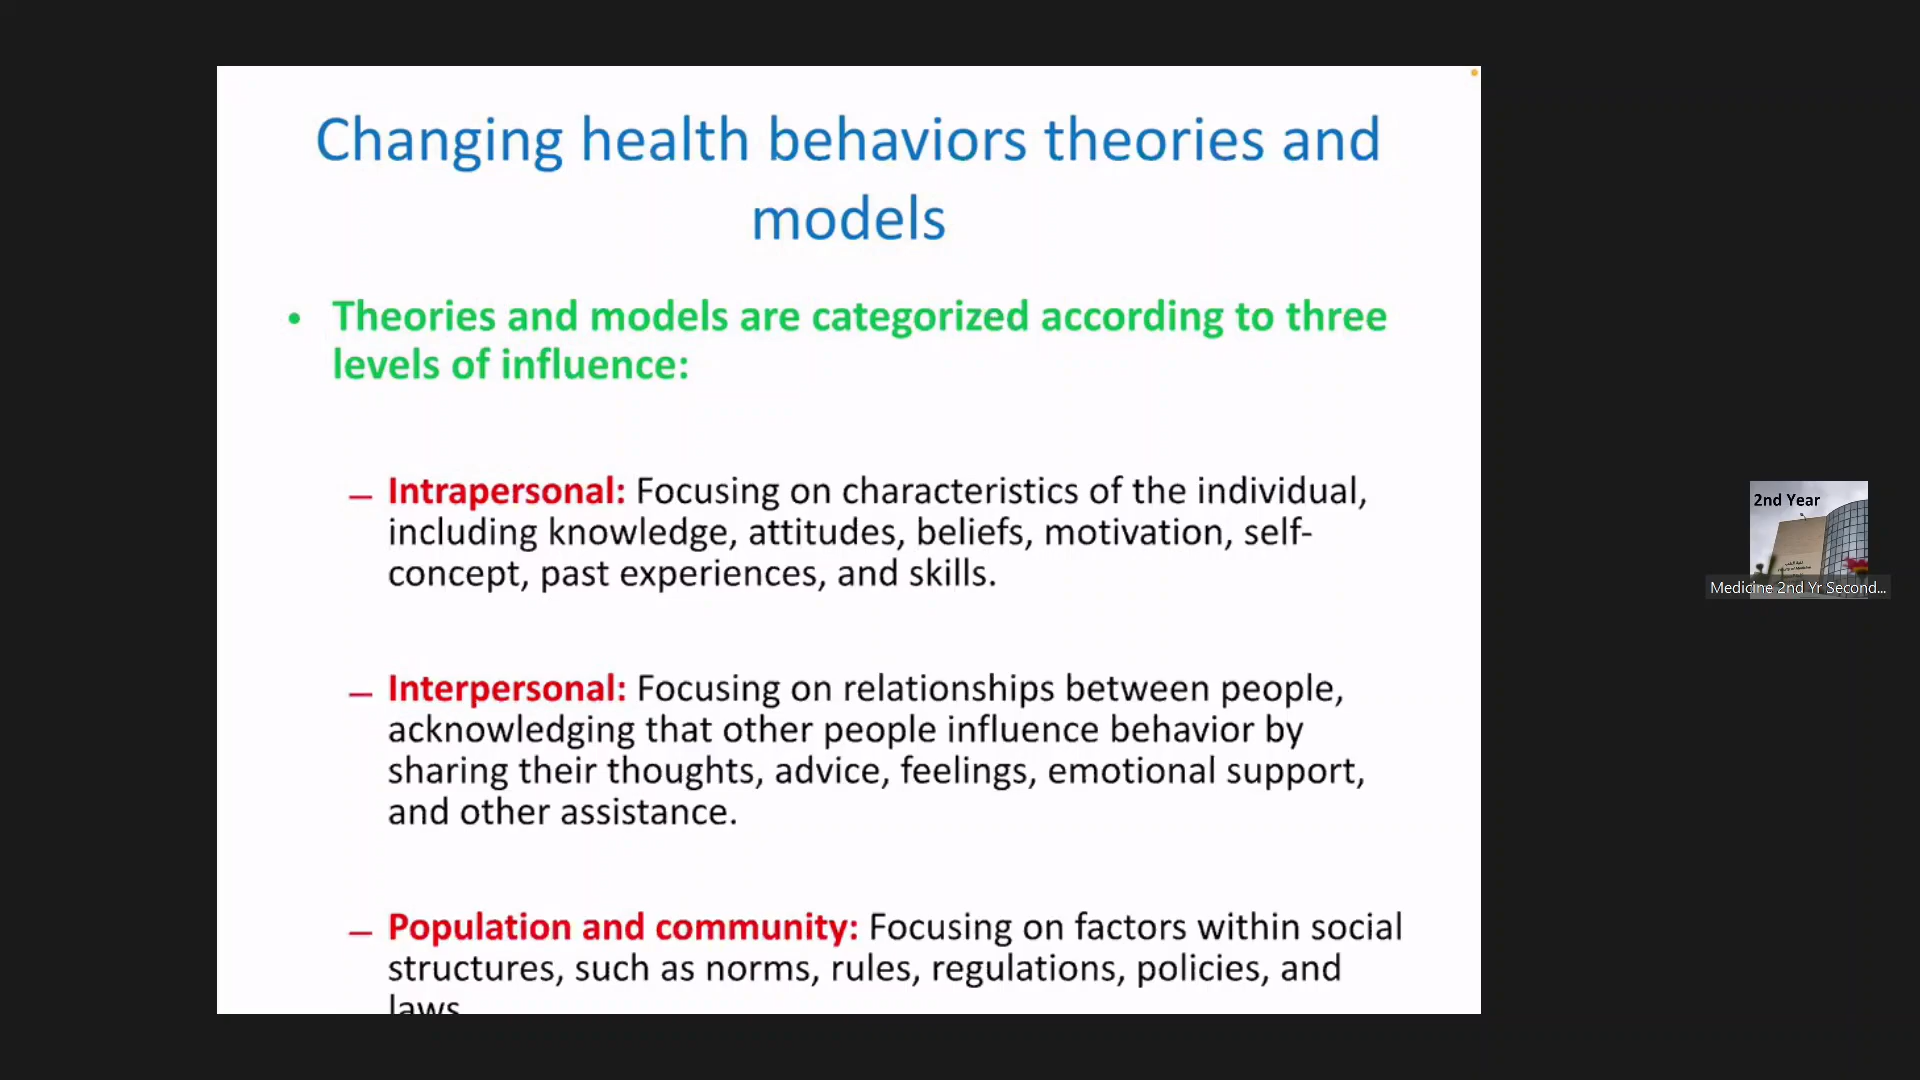 Changing health behaviors theories and
models
• Theories and models are categorized according to three
levels of influence:
– Intrapersonal: Focusing on characteristics of the individual,
including knowledge, attitudes, beliefs, motivation, self-
concept, past experiences, and skills.
– Interpersonal: Focusing on relationships between people,
acknowledging that other people influence behavior by
sharing their thoughts, advice, feelings, emotional support,
and other assistance.
– Population and community: Focusing on factors within social
structures, such as norms, rules, regulations, policies, and
laws
2nd Year
Medicine 2nd Yr Second...